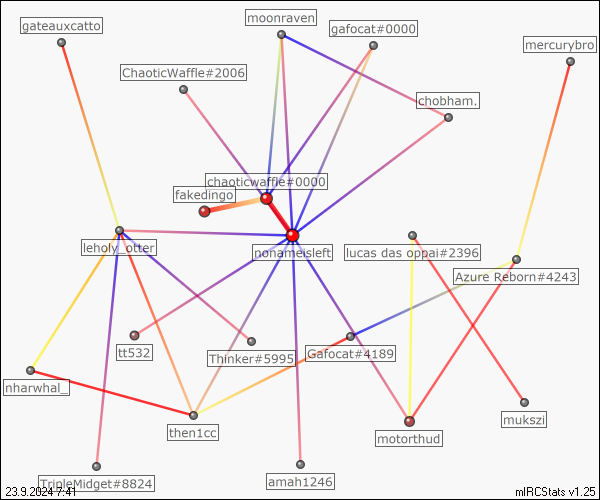 moonraven
gateauxcatto
gafocat#0000
mercurybro
ChaoticWaffle#2006
chobham.
chaoticwaffle#0000
fakedingo
leholy_otter
nonameisleft
lucas das oppai#2396
Azure Reborn#4243
tt532
Thinker#5995
Gafocat#4189
nharwhal_
mukszi
then1cc
motorthud
TripleMidget#8824
amah1246
23.9.2024 7:41
mIRCStats v1.25